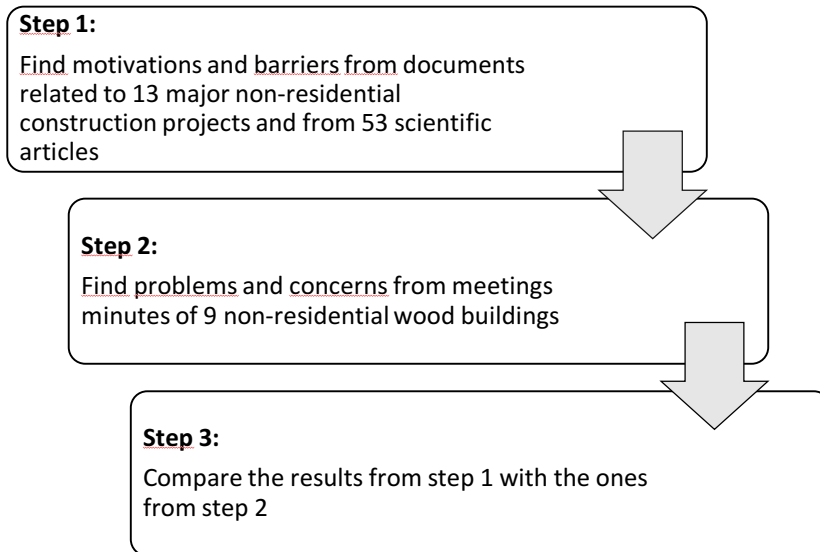 Step 1:
Find motivations and barriers from documents
related to 13 major non-residential
construction projects and from 53 scientific
articles
Step 2:
Find problems and concerns from meetings
minutes of 9 non-residential wood buildings
Step 3:
Compare the results from step 1 with the ones
from step 2